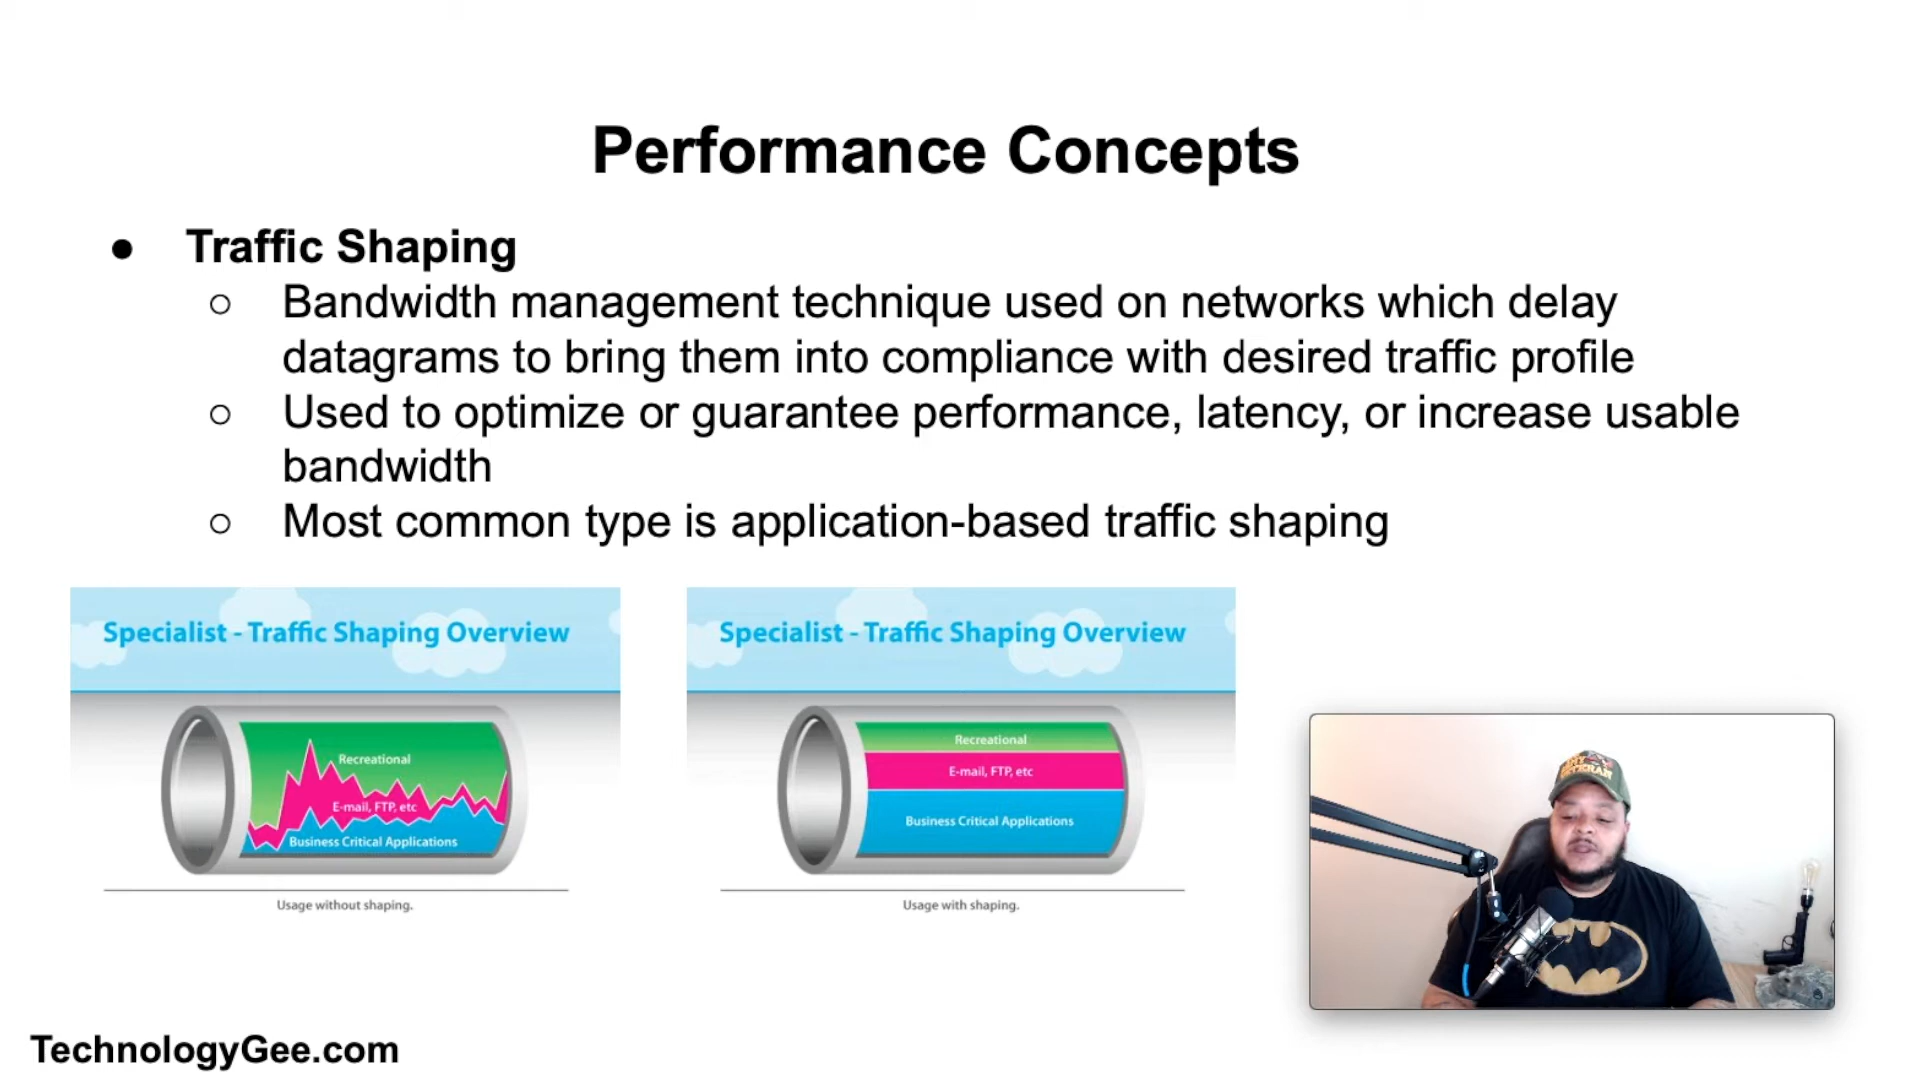 Performance Concepts
● Traffic Shaping
○ Bandwidth management technique used on networks which delay
datagrams to bring them into compliance with desired traffic profile
○ Used to optimize or guarantee performance, latency, or increase usable
bandwidth
○ Most common type is application-based traffic shaping
Specialist - Traffic Shaping Overview
Recreational
E-mail, FTP, etc
Business Critical Applications
Usage without shaping.
Specialist - Traffic Shaping Overview
Recreational
E-mail, FTP, etc
Business Critical Applications
Usage with shaping.
VETERAN
TechnologyGee.com